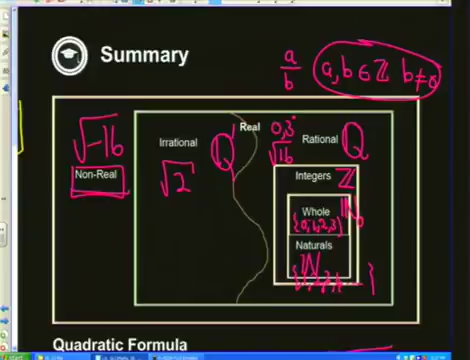 Summary
a/b
a, b ∈ ℤ b ≠ 0
Real
√-16
Non-Real
Irrational
ℚ'
√2
0,3
√16
Rational ℚ
Integers ℤ
Whole ℕ₀
{0,1,2,3}
Naturals
ℕ
Quadratic Formula